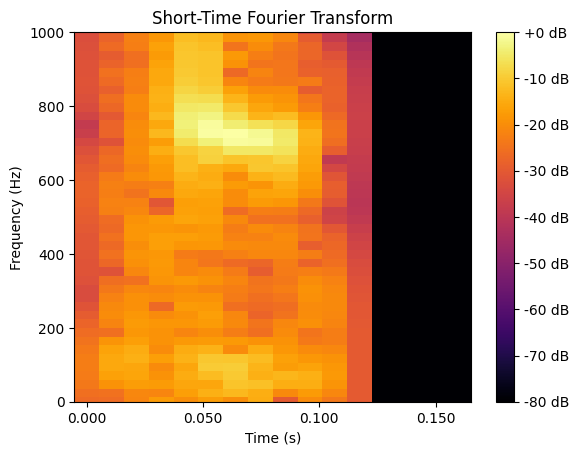 Short-Time Fourier Transform
1000
800
600
400
200
0
Frequency (Hz)
0.000
0.050
0.100
0.150
Time (s)
+0 dB
-10 dB
-20 dB
-30 dB
-40 dB
-50 dB
-60 dB
-70 dB
-80 dB